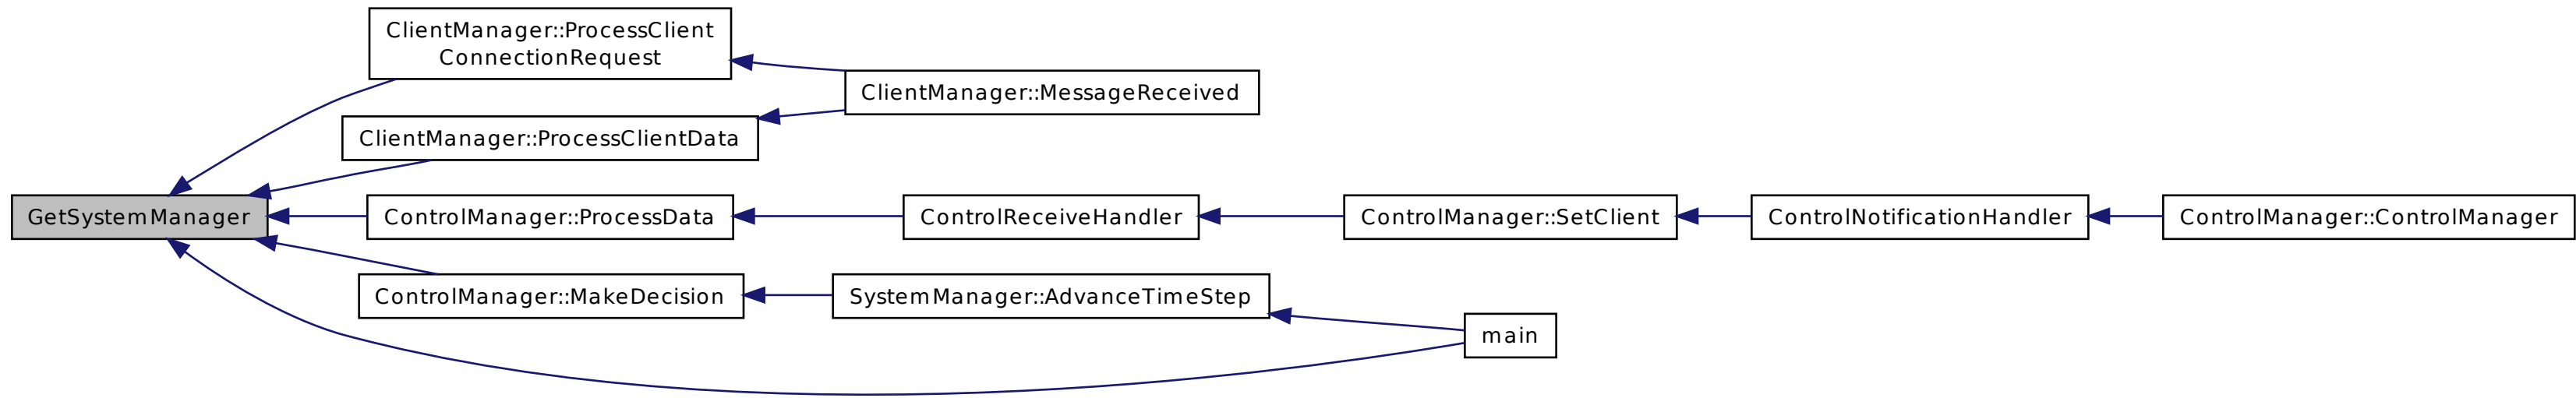 ClientManager::ProcessClient
ConnectionRequest
ClientManager::MessageReceived
ClientManager::ProcessClientData
GetSystemManager
ControlManager::ProcessData
ControlReceiveHandler
ControlManager::SetClient
ControlNotificationHandler
ControlManager::ControlManager
ControlManager::MakeDecision
SystemManager::AdvanceTimeStep
main